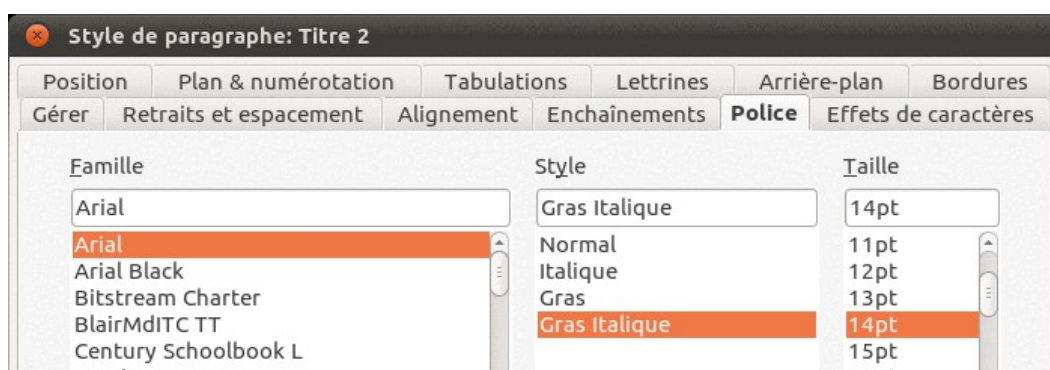 Style de paragraphe: Titre 2
Position Plan & numérotation Tabulations Lettrines Arrière-plan Bordures
Gérer Retraits et espacement Alignement Enchaînements Police Effets de caractères
Famille Style Taille
Arial Gras Italique 14pt
Arial Normal 11pt
Arial Black Italique 12pt
Bitstream Charter Gras 13pt
BlairMdITC TT Gras Italique 14pt
Century Schoolbook L 15pt